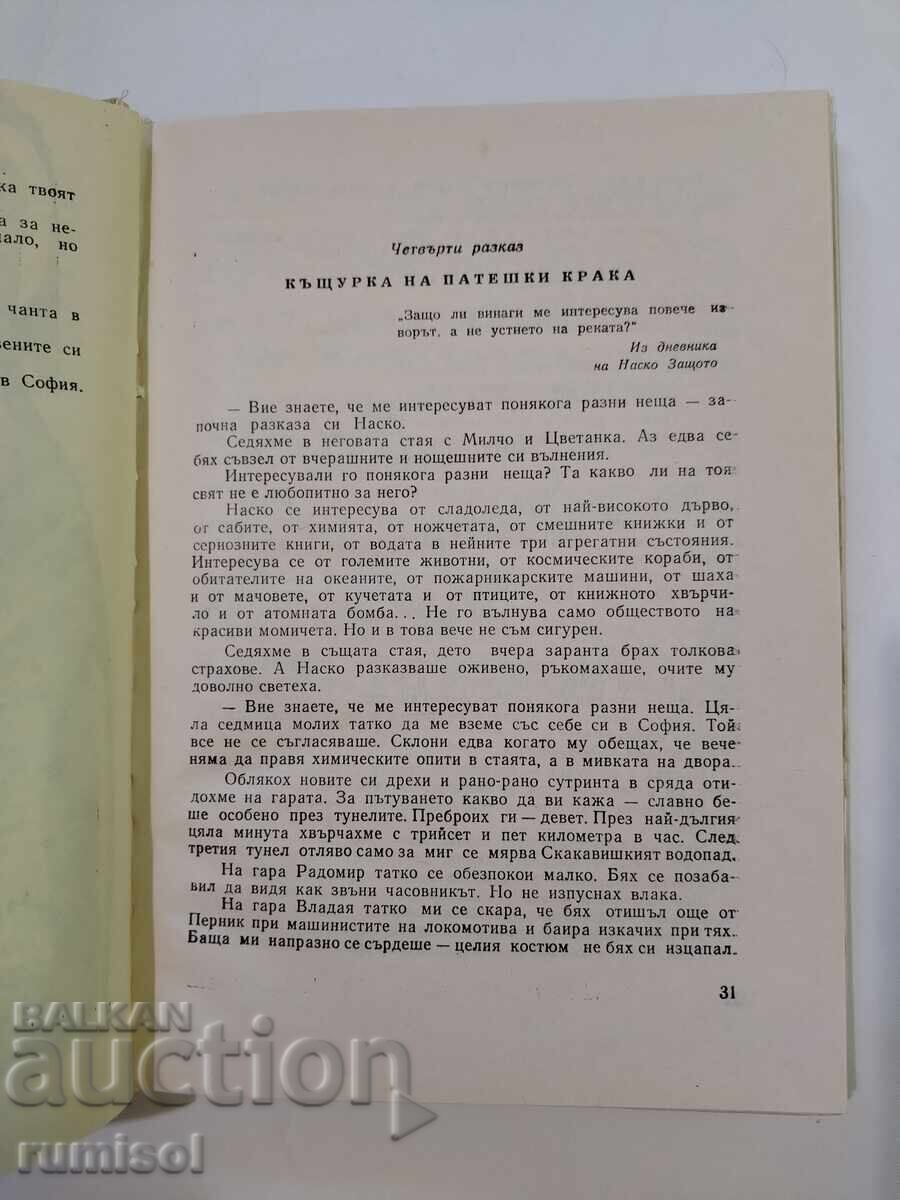 ка твоят
а за не-
ало, но
чанта в
вените си
в София.
Четвърти разказ
КЪЩУРКА НА ПАТЕШКИ КРАКА
„Защо ли винаги ме интересува повече из-
ворът, а не устието на реката?"
Из дневника
на Наско Защото
— Вие знаете, че ме интересуват понякога разни неща — за-
почна разказа си Наско.
Седяхме в неговата стая с Милчо и Цветанка. Аз едва се-
бях съвзел от вчерашните и нощешните си вълнения.
Интересували го понякога разни неща? Та какво ли на тоя
свят не е любопитно за него?
Наско се интересува от сладоледа, от най-високото дърво,
от сабите, от химията, от ножчетата, от смешните книжки и от
сериозните книги, от водата в нейните три агрегатни състояния.
Интересува се от големите животни, от космическите кораби, от
обитателите на океаните, от пожарникарските машини, от шаха
и от мачовете, от кучетата и от птиците, от книжното хвърчи-
ло и от атомната бомба... Не го вълнува само обществото на
красиви момичета. Но и в това вече не съм сигурен.
Седяхме в същата стая, дето вчера заранта брах толкова
страхове. А Наско разказваше оживено, ръкомахаше, очите му
доволно светеха.
— Вие знаете, че ме интересуват понякога разни неща. Ця-
ла седмица молих татко да ме вземе със себе си в София. Той
все не се съгласяваше. Склони едва когато му обещах, че вече
няма да правя химическите опити в стаята, а в мивката на двора.
Облякох новите си дрехи и рано-рано сутринта в сряда оти-
дохме на гарата. За пътуването какво да ви кажа — славно бе-
ше особено през тунелите. Преброих ги — девет. През най-дългия
цяла минута хвърчахме с трийсет и пет километра в час. След
третия тунел отляво само за миг се мярва Скакавишкият водопад.
На гара Радомир татко се обезпокои малко. Бях се позаба-
вил да видя как звъни часовникът. Но не изпуснах влака.
На гара Владая татко ми се скара, че бях отишъл още от
Перник при машинистите на локомотива и баира изкачих при тях.
Баща ми напразно се сърдеше — целия костюм не бях си изцапал.
31
BALKAN
auction
rumisol